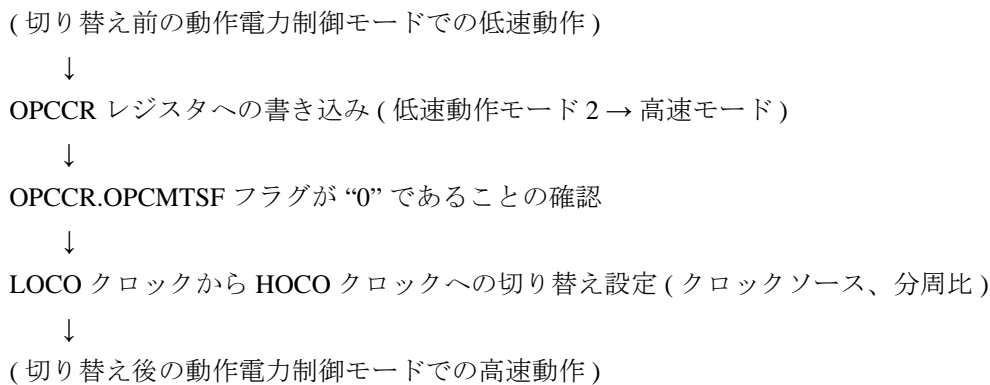 ( 切り替え前の動作電力制御モードでの低速動作 )
↓
OPCCR レジスタへの書き込み ( 低速動作モード 2 → 高速モード )
↓
OPCCR.OPCMTSF フラグが “0” であることの確認
↓
LOCO クロックから HOCO クロックへの切り替え設定 ( クロックソース、分周比 )
↓
( 切り替え後の動作電力制御モードでの高速動作 )